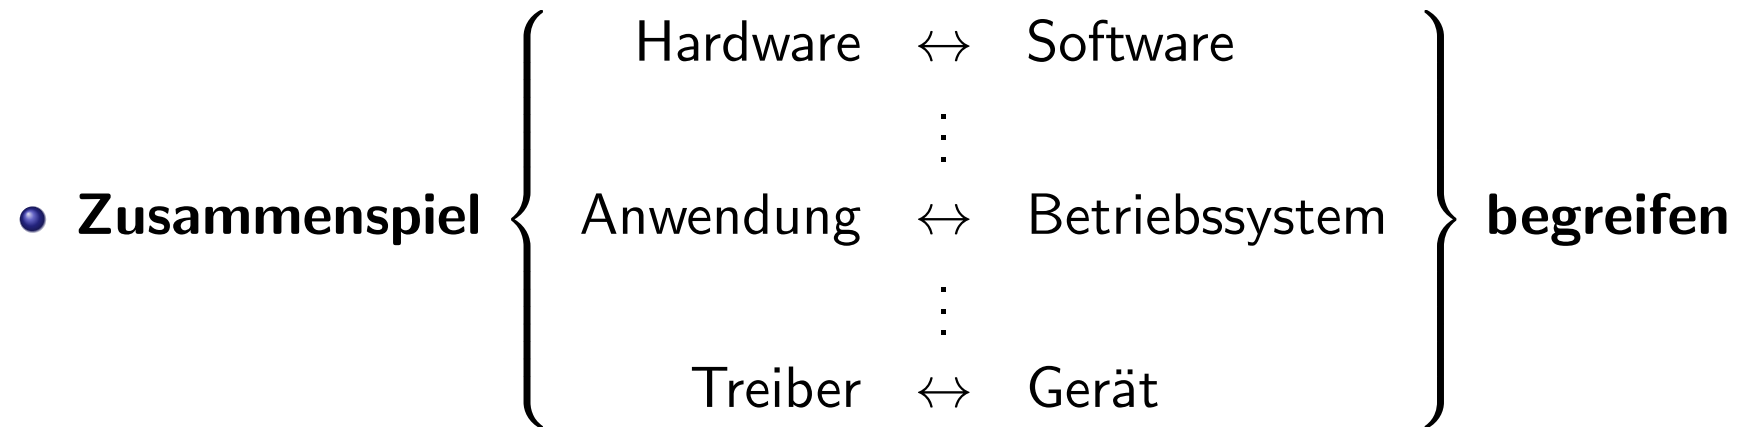 Hardware ↔ Software
⋮
• Zusammenspiel { Anwendung ↔ Betriebssystem } begreifen
⋮
Treiber ↔ Gerät